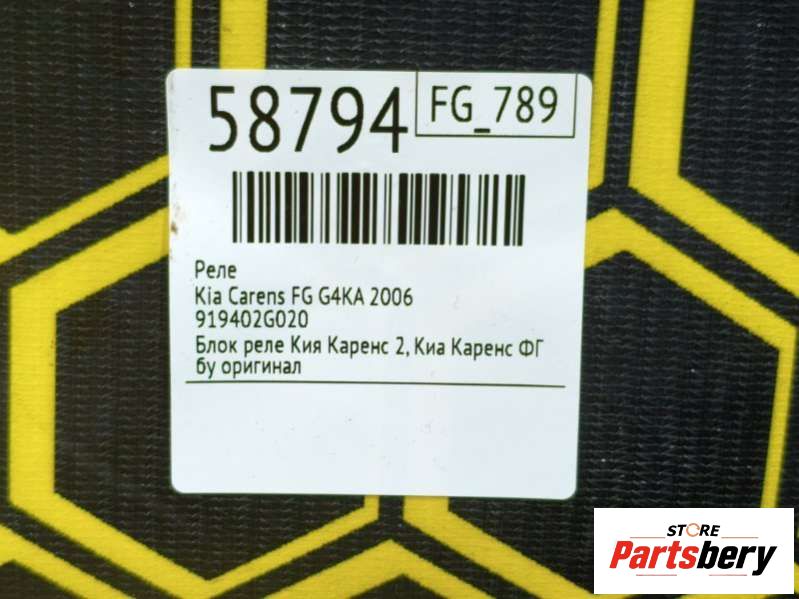 58794
FG_789
Реле
Kia Carens FG G4KA 2006
919402G020
Блок реле Кия Каренс 2, Киа Каренс ФГ
бу оригинал
STORE
Partsbery